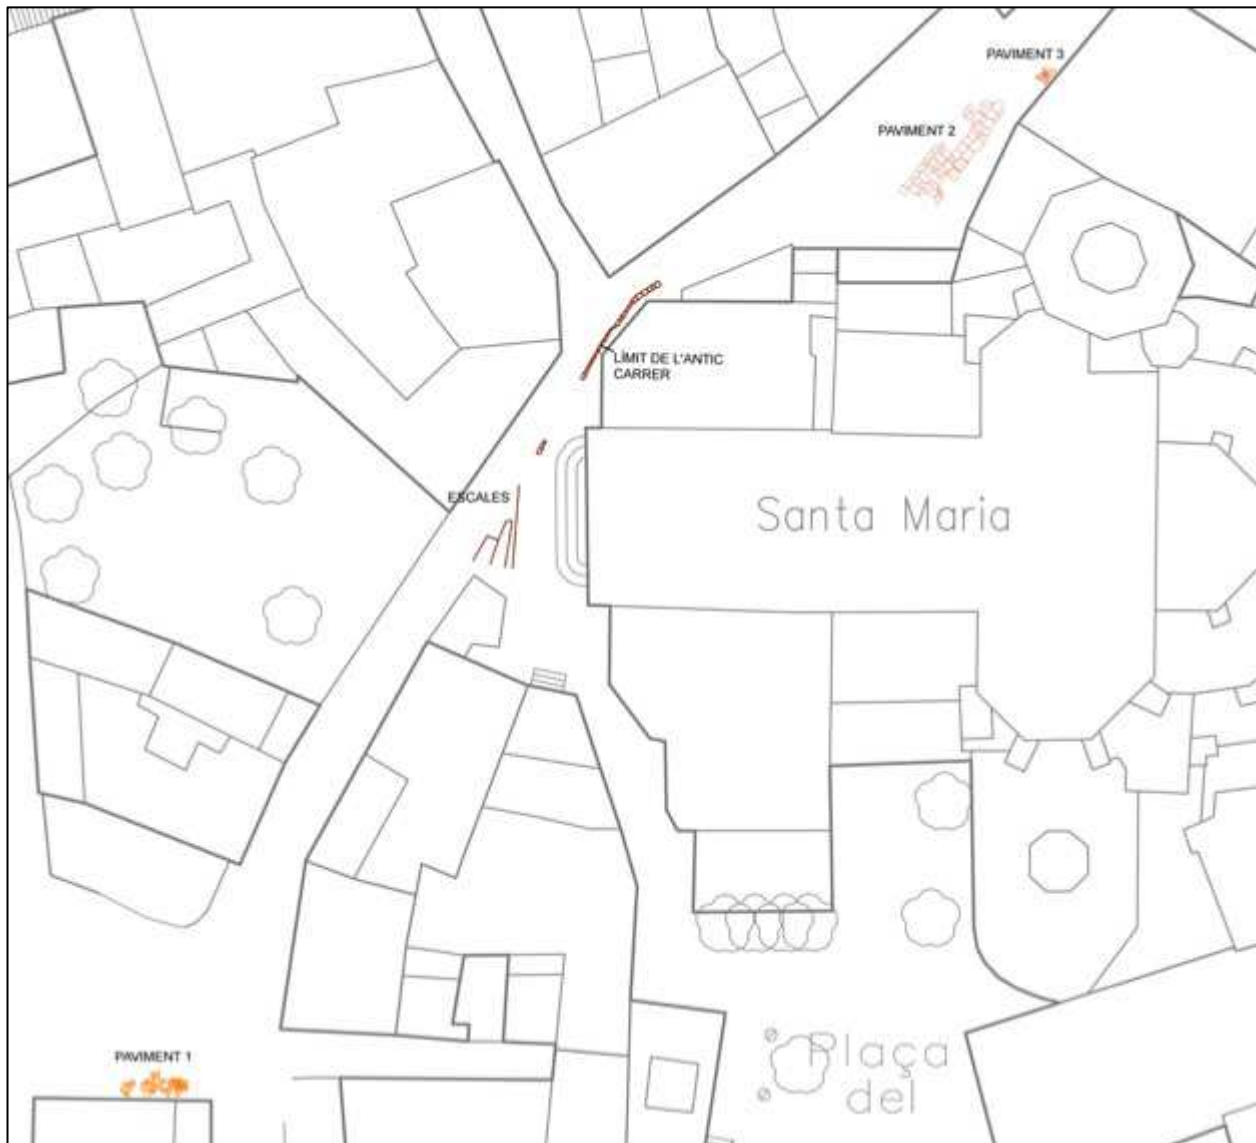 PAVIMENT 3
PAVIMENT 2
LÍMIT DE L'ANTIC
CARRER
ESCALES
Santa Maria
PAVIMENT 1
Plaça
del